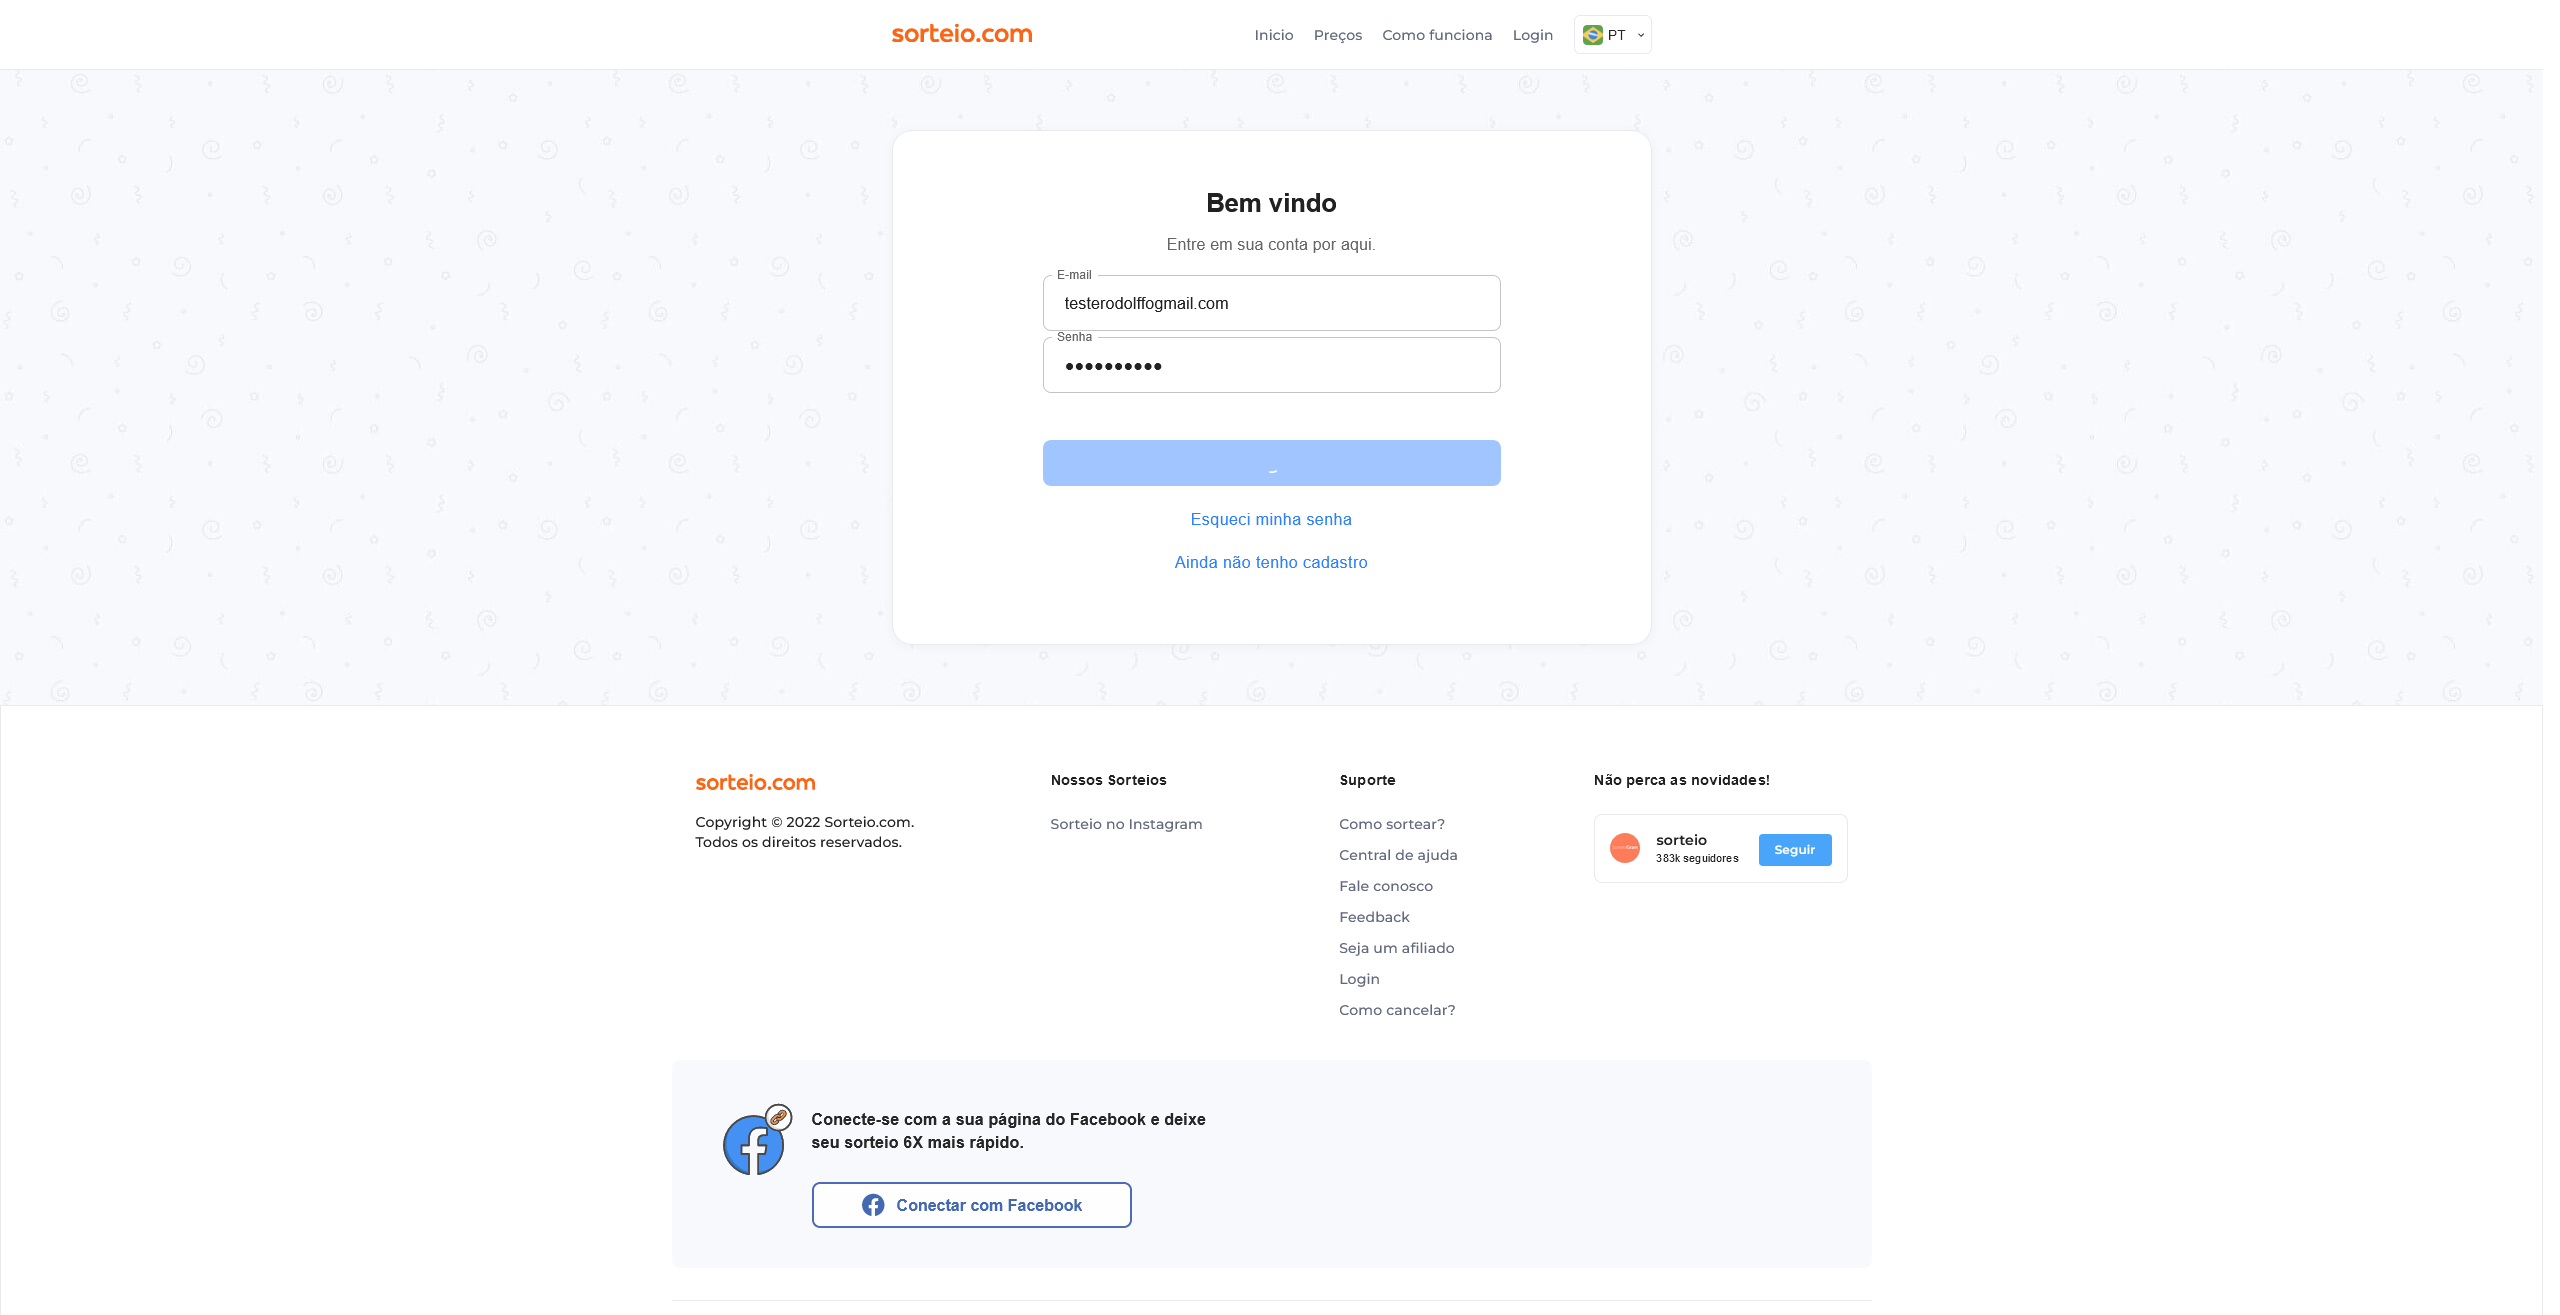 sorteio.com
Inicio
Preços
Como funciona
Login
PT
Bem vindo
Entre em sua conta por aqui.
E-mail
testerodolffogmail.com
Senha
Esqueci minha senha
Ainda não tenho cadastro
sorteio.com
Copyright © 2022 Sorteio.com.
Todos os direitos reservados.
Nossos Sorteios
Sorteio no Instagram
Suporte
Como sortear?
Central de ajuda
Fale conosco
Feedback
Seja um afiliado
Login
Como cancelar?
Não perca as novidades!
sorteio
383k seguidores
Seguir
Conecte-se com a sua página do Facebook e deixe
seu sorteio 6X mais rápido.
Conectar com Facebook